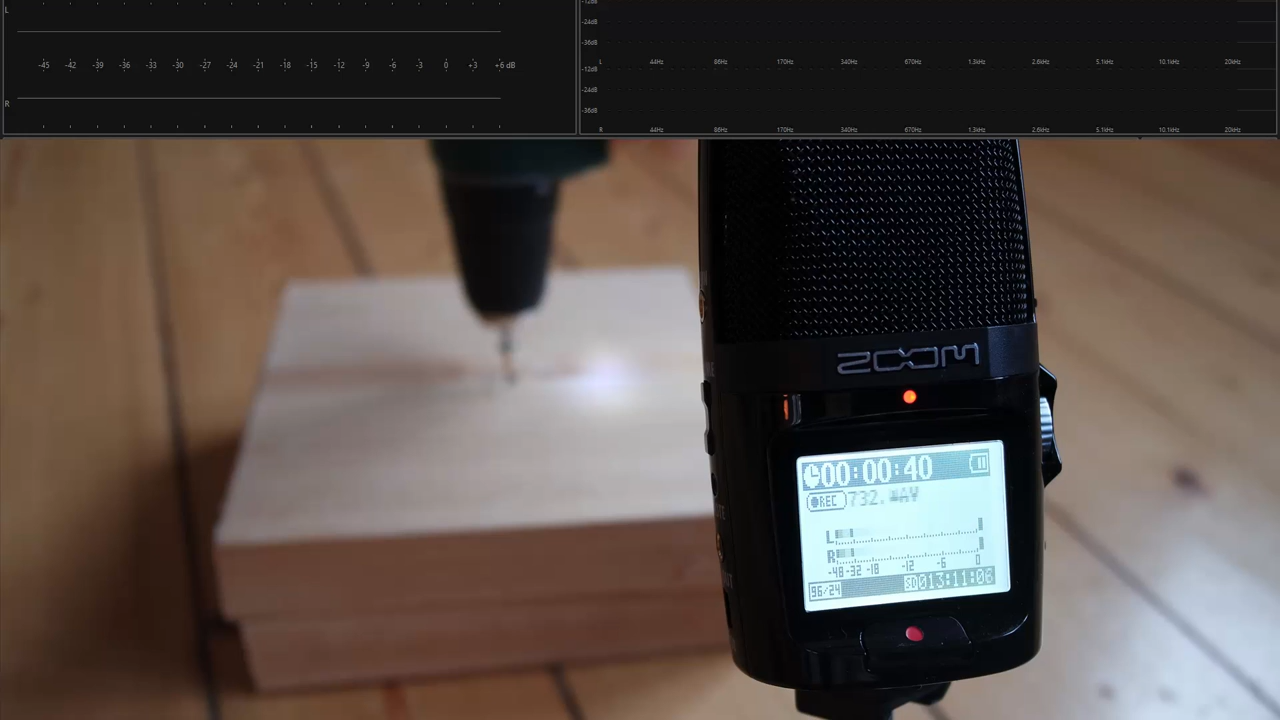 L
-45 -42 -39 -36 -33 -30 -27 -24 -21 -18 -15 -12 -9 -6 -3 0 +3 +6 dB
R
-12dB
-24dB
-36dB
L 44Hz 86Hz 170Hz 340Hz 670Hz 1.3kHz 2.6kHz 5.1kHz 10.1kHz 20kHz
-12dB
-24dB
-36dB
R 44Hz 86Hz 170Hz 340Hz 670Hz 1.3kHz 2.6kHz 5.1kHz 10.1kHz 20kHz
ZOOM
00:00:40
REC 732.
L
R
-48 -32 -18 -12 -6 0
96/24 SD 013:11:06